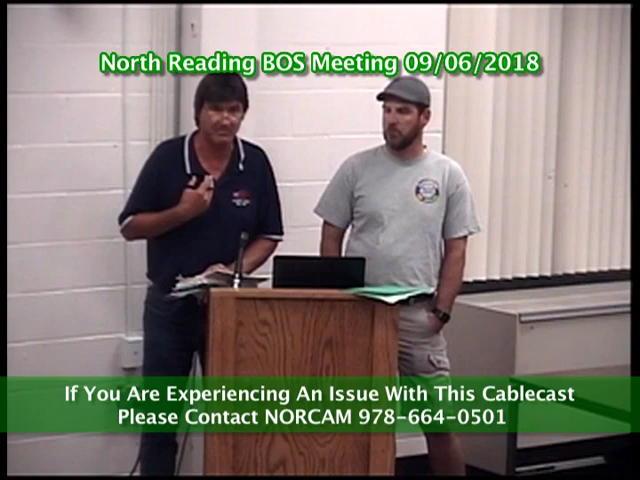 North Reading BOS Meeting 09/06/2018
If You Are Experiencing An Issue With This Cablecast
Please Contact NORCAM 978-664-0501